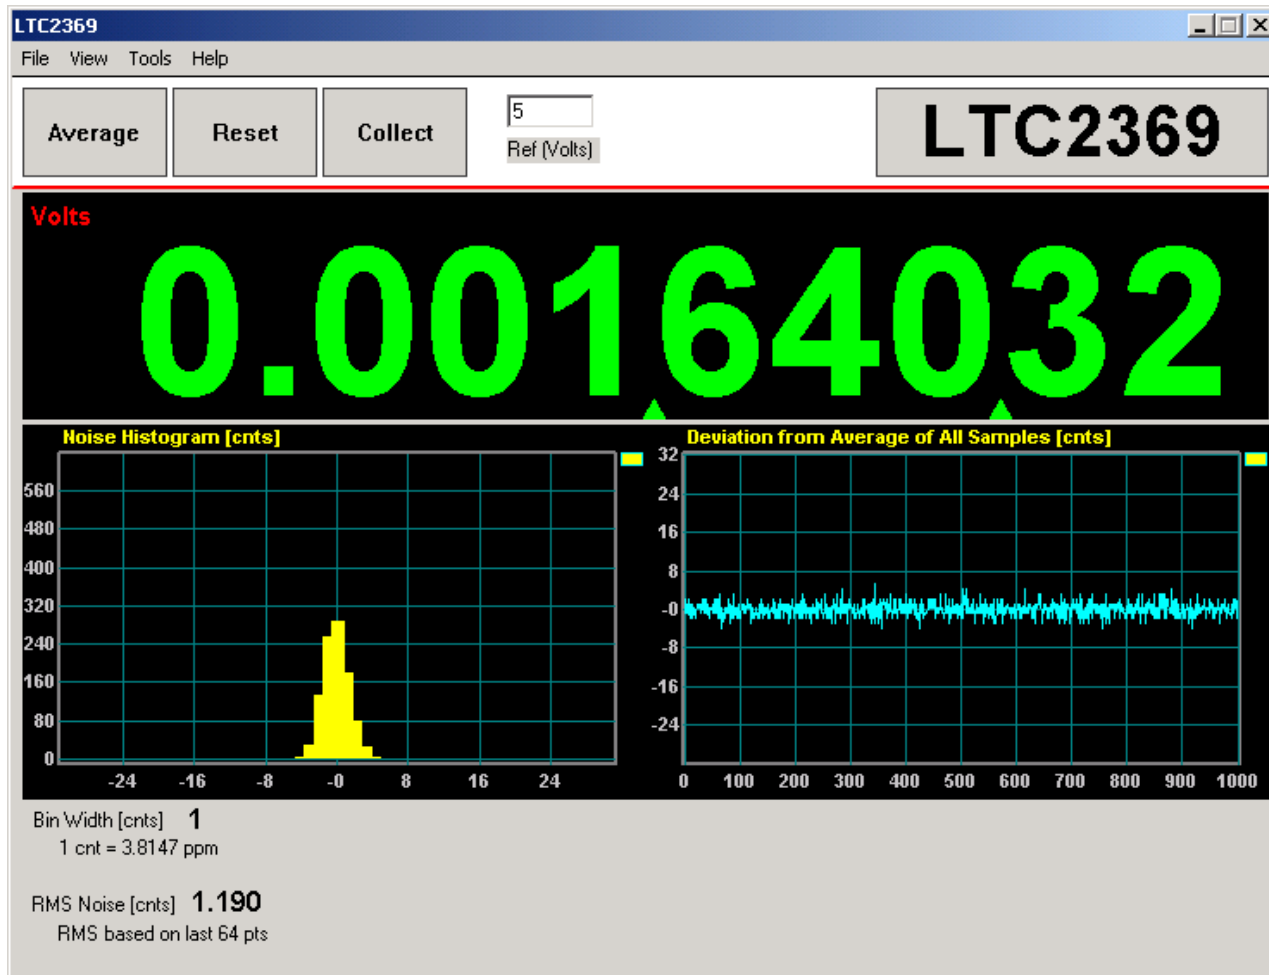 LTC2369
File View Tools Help
Average Reset Collect
5
Ref (Volts)
LTC2369
Volts
0.00164032
Noise Histogram [cnts]
560
480
400
320
240
160
80
0
-24 -16 -8 -0 8 16 24
Deviation from Average of All Samples [cnts]
32
24
16
8
-0
-8
-16
-24
0 100 200 300 400 500 600 700 800 900 1000
Bin Width [cnts] 1
1 cnt = 3.8147 ppm
RMS Noise [cnts] 1.190
RMS based on last 64 pts